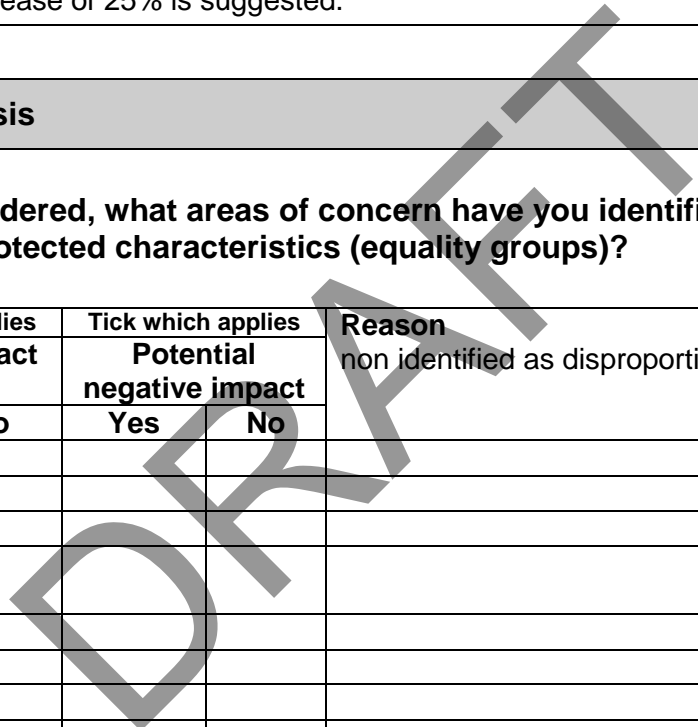 ease of 25% is suggested.
sis
dered, what areas of concern have you identifi
otected characteristics (equality groups)?
lies Tick which applies Reason
act Potential negative impact non identified as disproporti
o Yes No
DRAFT